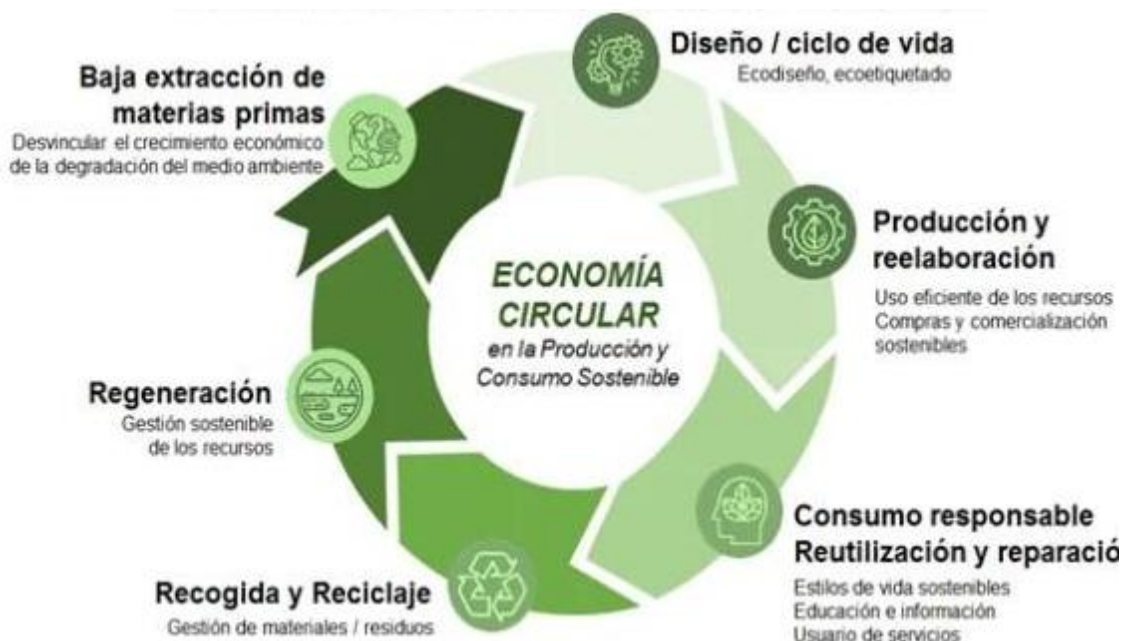 Diseño / ciclo de vida
Ecodiseño, ecoetiquetado
Baja extracción de
materias primas
Desvincular el crecimiento económico
de la degradación del medio ambiente
Producción y
reelaboración
Uso eficiente de los recursos
Compras y comercialización
sostenibles
ECONOMÍA
CIRCULAR
en la Producción y
Consumo Sostenible
Regeneración
Gestión sostenible
de los recursos
Consumo responsable
Reutilización y reparació
Estilos de vida sostenibles
Educación e información
Usuario de servicios
Recogida y Reciclaje
Gestión de materiales / residuos